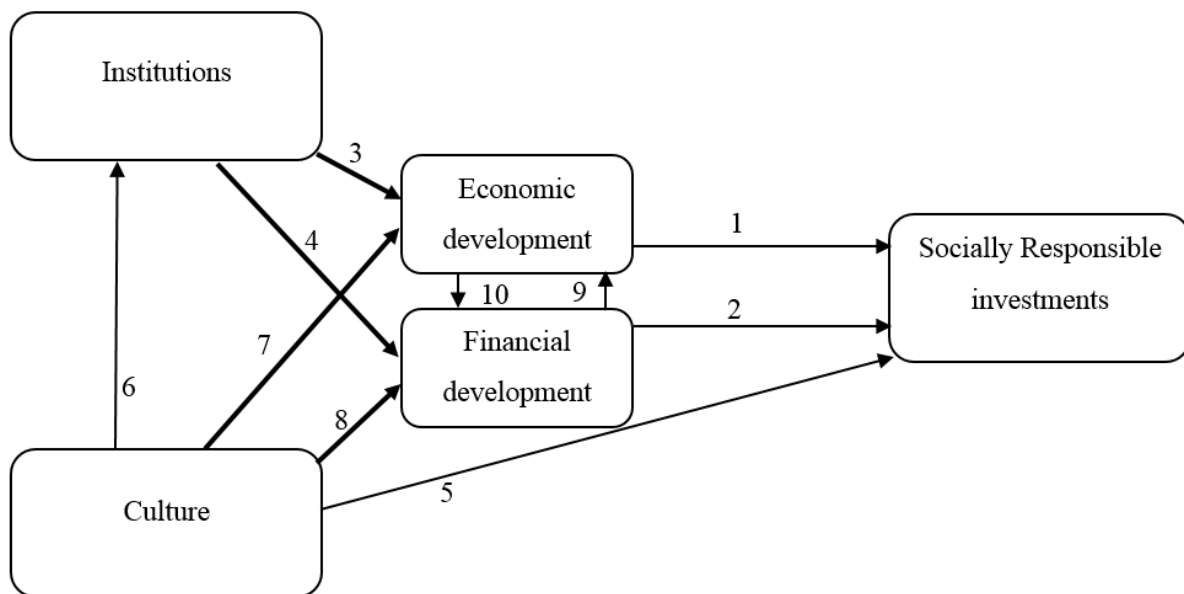 Institutions
3
Economic
development
4
1
Socially Responsible
investments
10
9
2
7
Financial
development
6
8
5
Culture